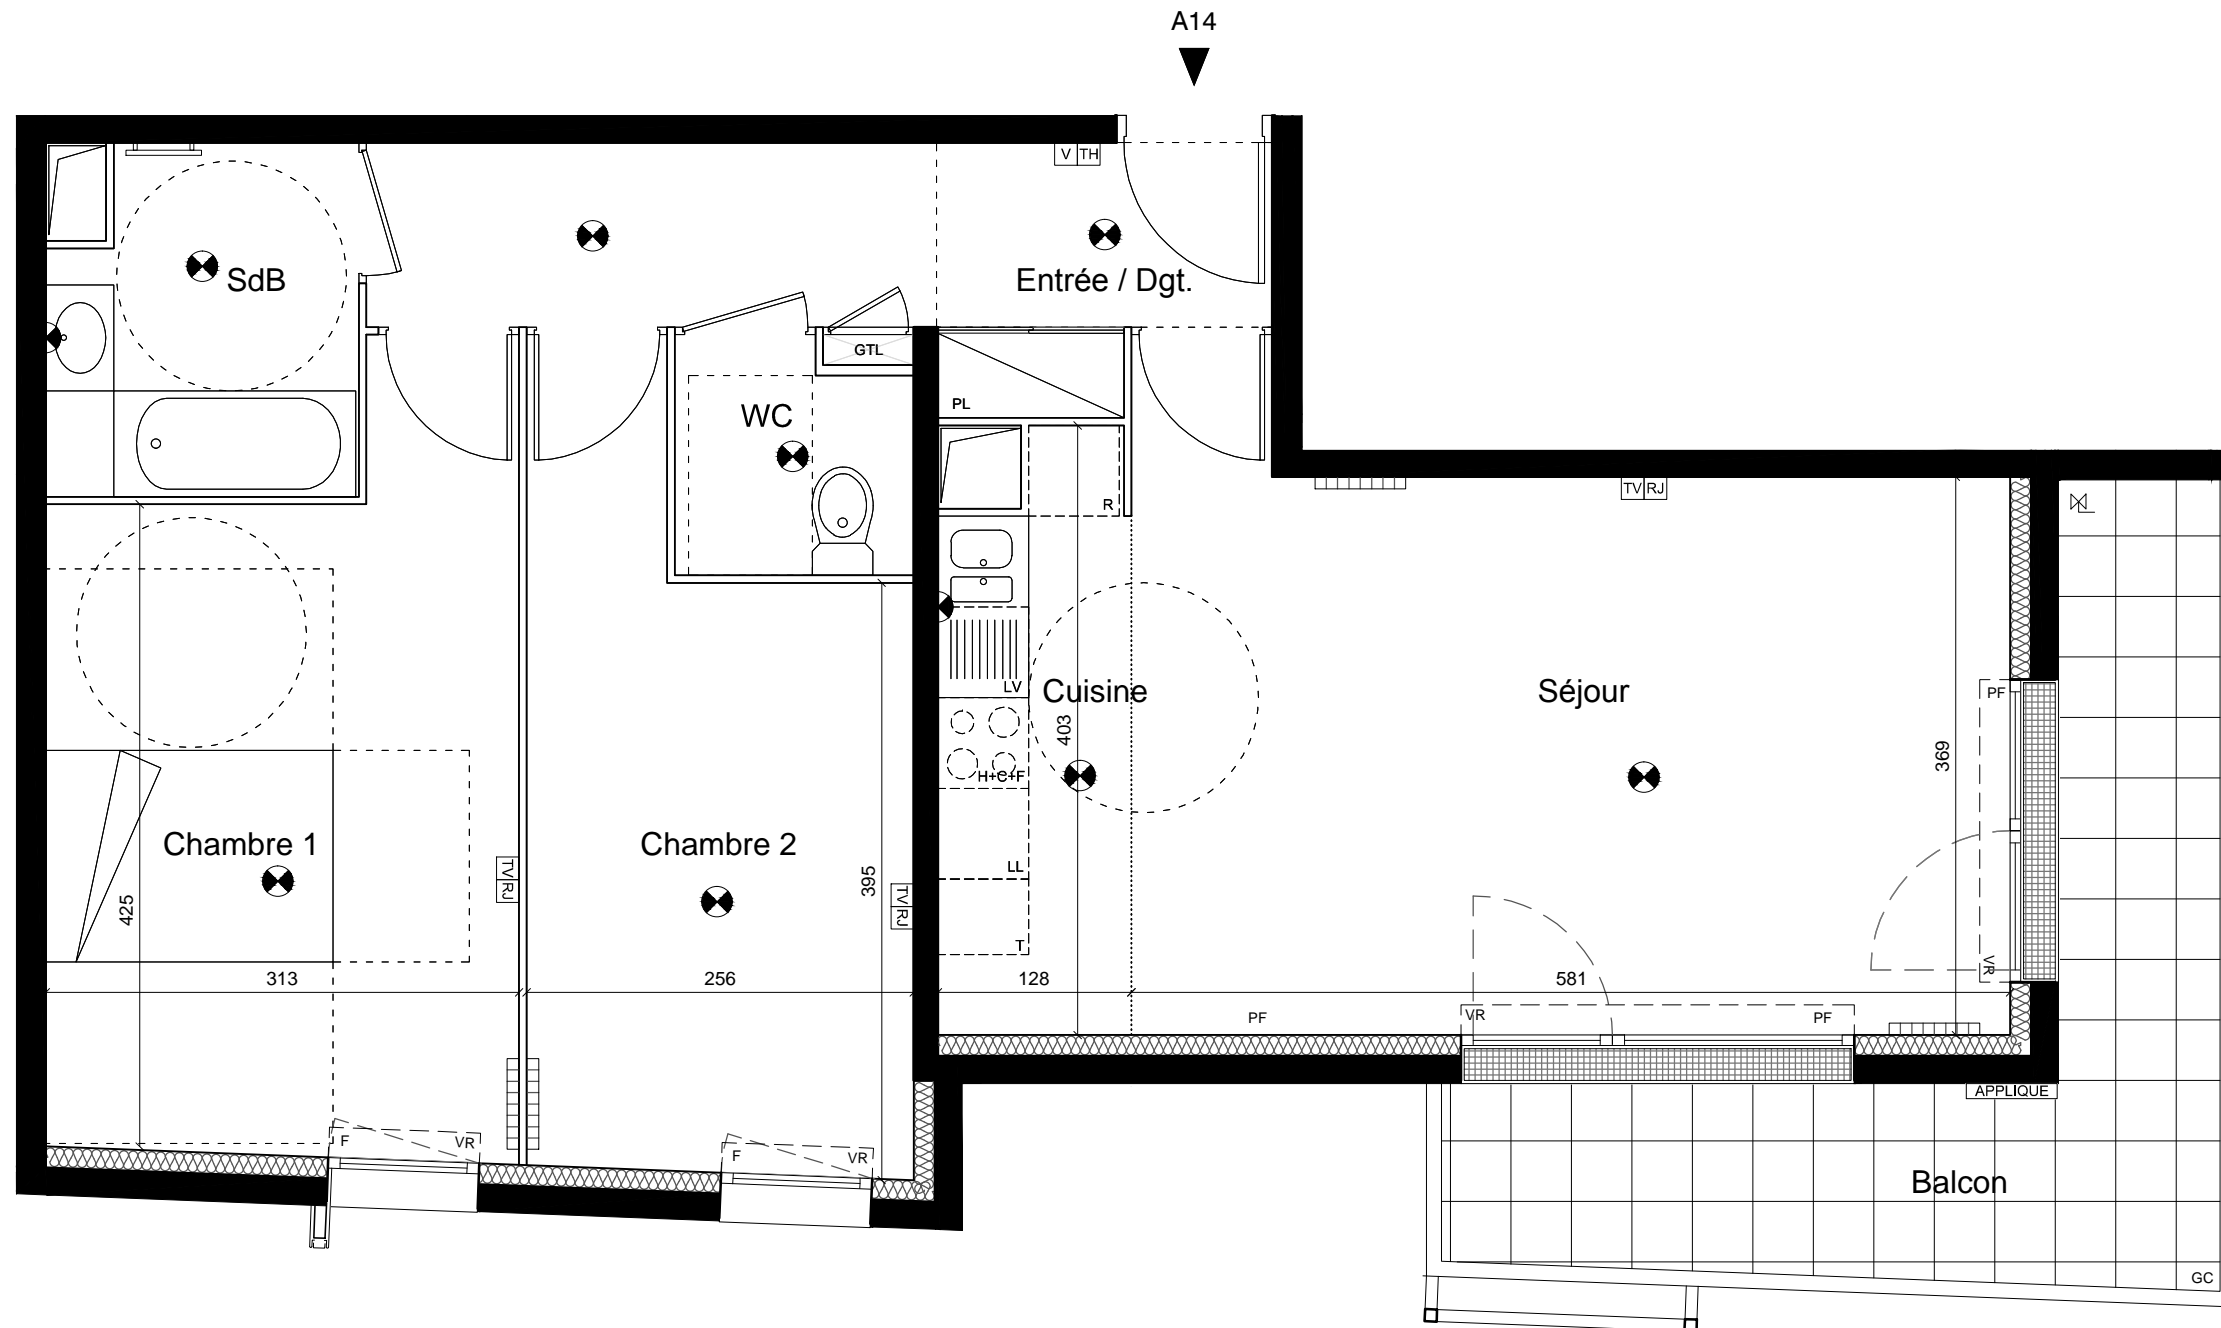 A14
V TH
SdB
Entrée / Dgt.
GTL
PL
WC
R
TV RJ
LV
Cuisine
Séjour
PF
403
369
H+C+F
Chambre 1
Chambre 2
TV RJ
TV RJ
425
395
LL
T
VR
313
256
128
581
PF
VR
PF
APPLIQUE
F
VR
F
VR
Balcon
GC